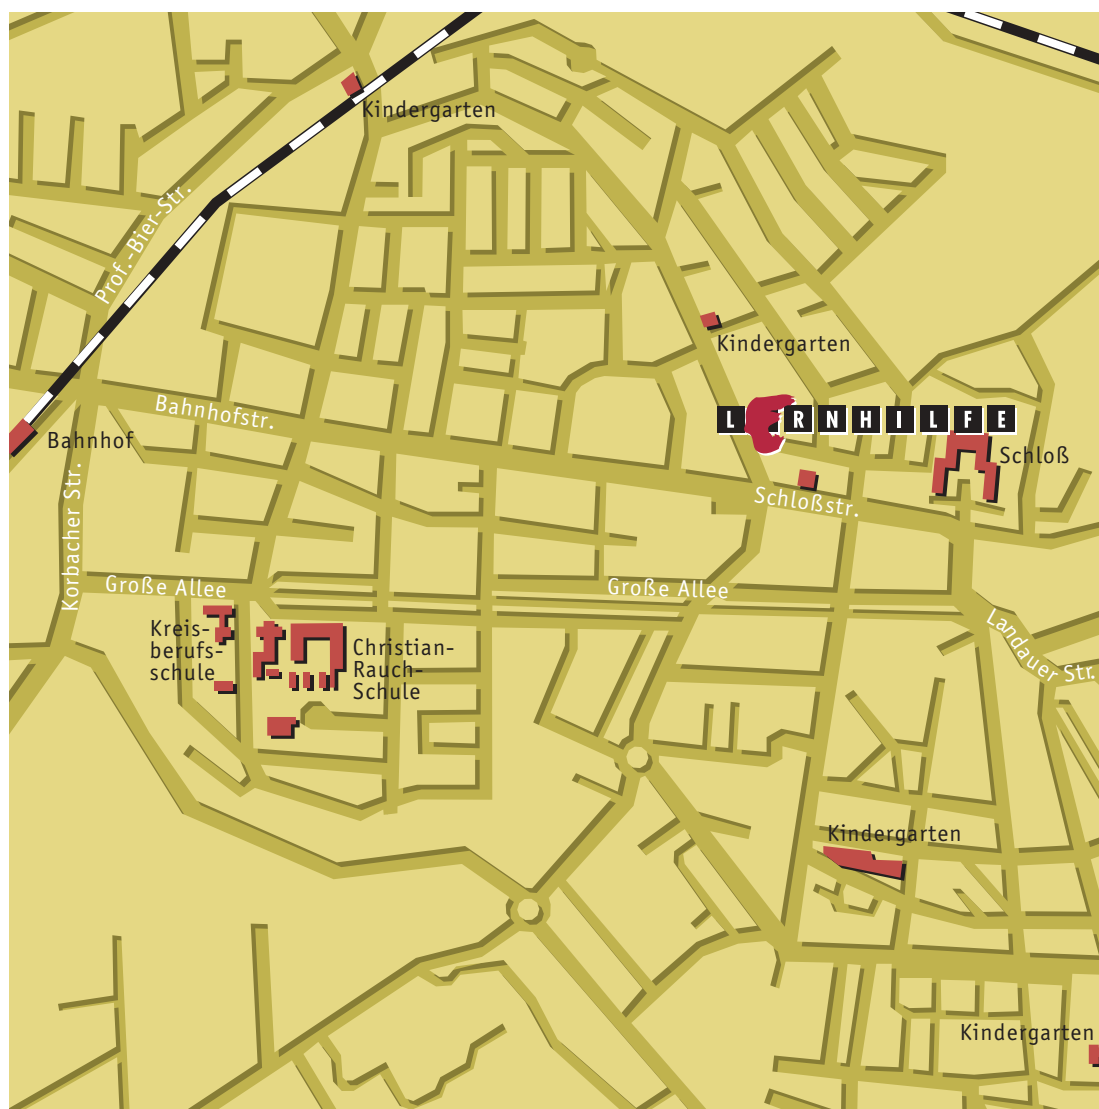 Kindergarten
Prof.-Bier-Str.
Kindergarten
Bahnhofstr.
LERNHILFE
Bahnhof
Schloß
Korbacher Str.
Schloßstr.
Große Allee
Große Allee
Kreis-
berufs-
schule
Christian-
Rauch-
Schule
Landauer Str.
Kindergarten
Kindergarten